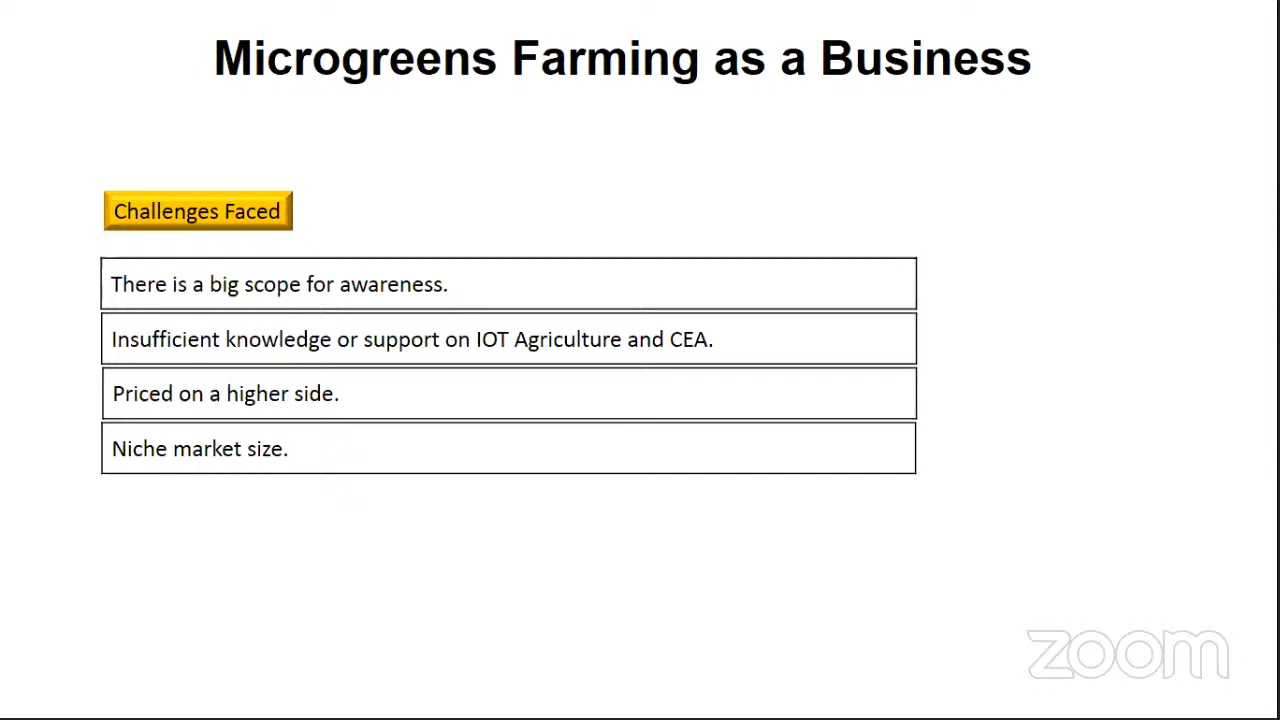 Microgreens Farming as a Business
Challenges Faced
There is a big scope for awareness.
Insufficient knowledge or support on IOT Agriculture and CEA.
Priced on a higher side.
Niche market size.
zoom